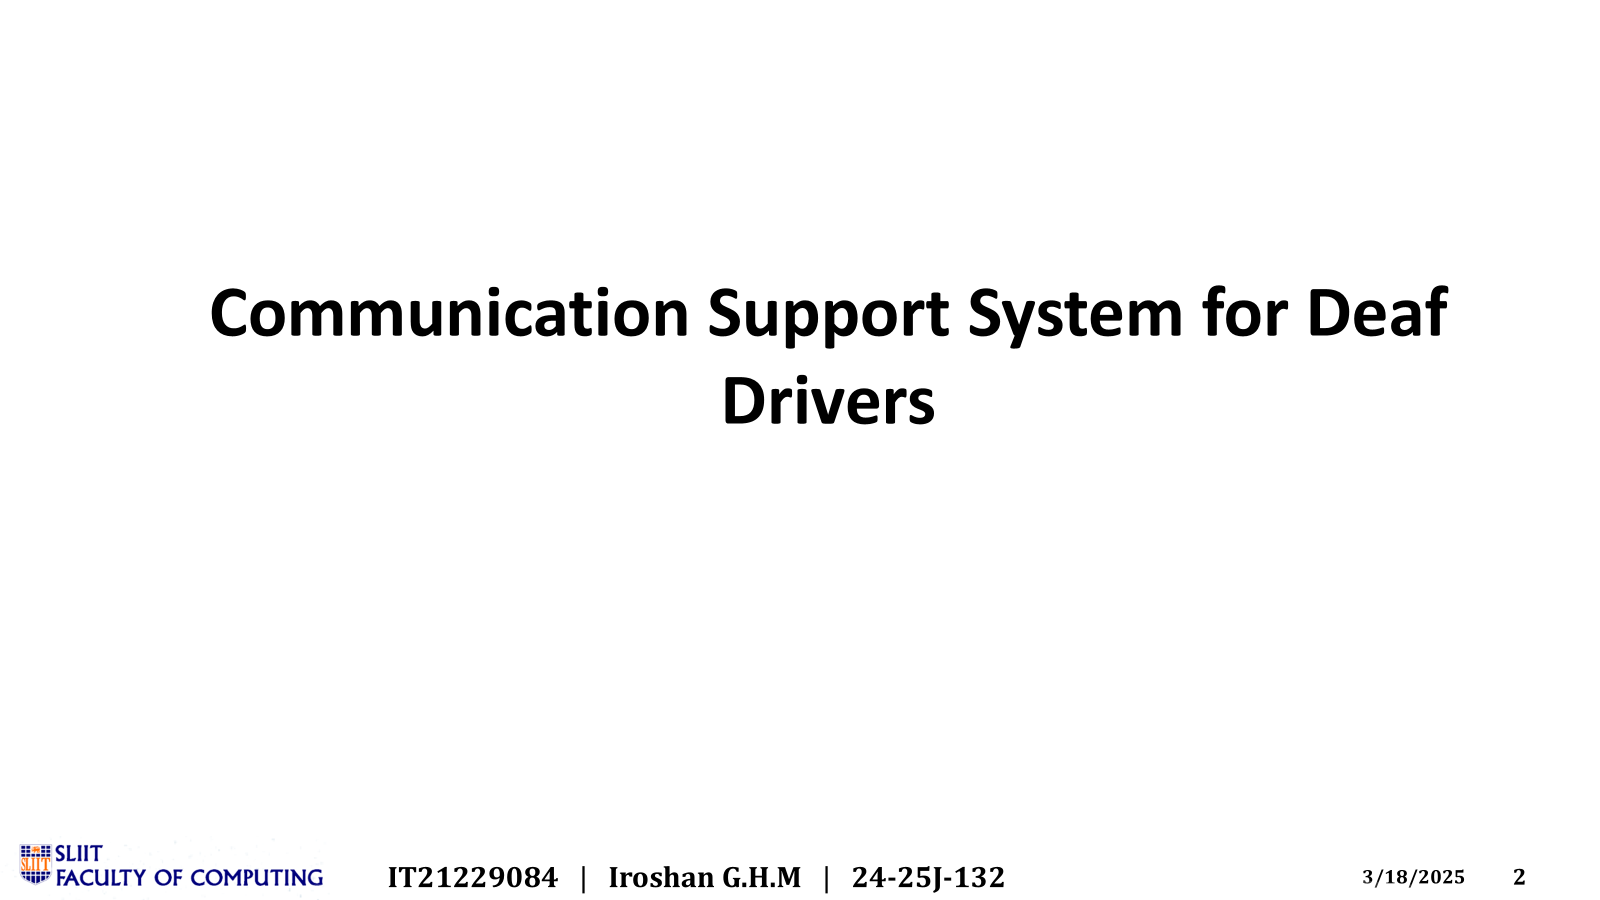 Communication Support System for Deaf
Drivers
SLIIT
SLIIT
FACULTY OF COMPUTING
IT21229084 | Iroshan G.H.M | 24-25J-132
3/18/2025
2